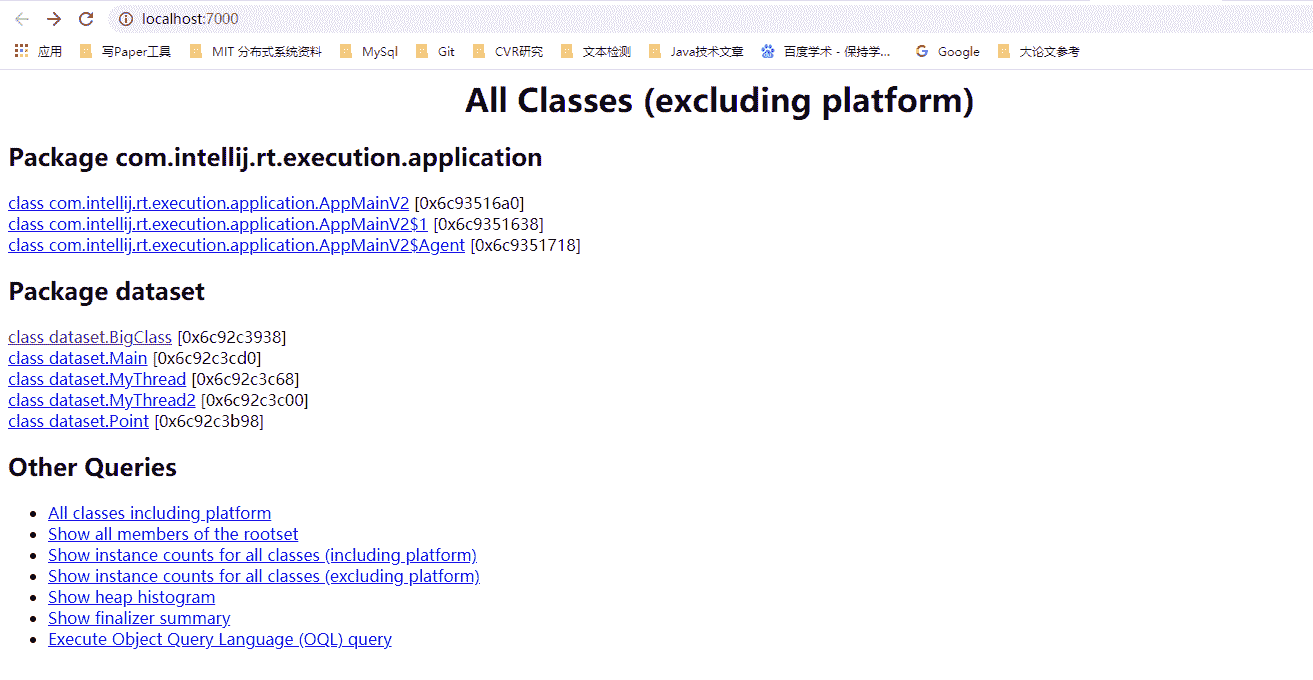 localhost:7000
应用 写Paper工具 MIT 分布式系统资料 MySql Git CVR研究 文本检测 Java技术文章 百度学术 - 保持学... Google 大论文参考
All Classes (excluding platform)
Package com.intellij.rt.execution.application
class com.intellij.rt.execution.application.AppMainV2 [0x6c93516a0]
class com.intellij.rt.execution.application.AppMainV2$1 [0x6c9351638]
class com.intellij.rt.execution.application.AppMainV2$Agent [0x6c9351718]
Package dataset
class dataset.BigClass [0x6c92c3938]
class dataset.Main [0x6c92c3cd0]
class dataset.MyThread [0x6c92c3c68]
class dataset.MyThread2 [0x6c92c3c00]
class dataset.Point [0x6c92c3b98]
Other Queries
• All classes including platform
• Show all members of the rootset
• Show instance counts for all classes (including platform)
• Show instance counts for all classes (excluding platform)
• Show heap histogram
• Show finalizer summary
• Execute Object Query Language (OQL) query